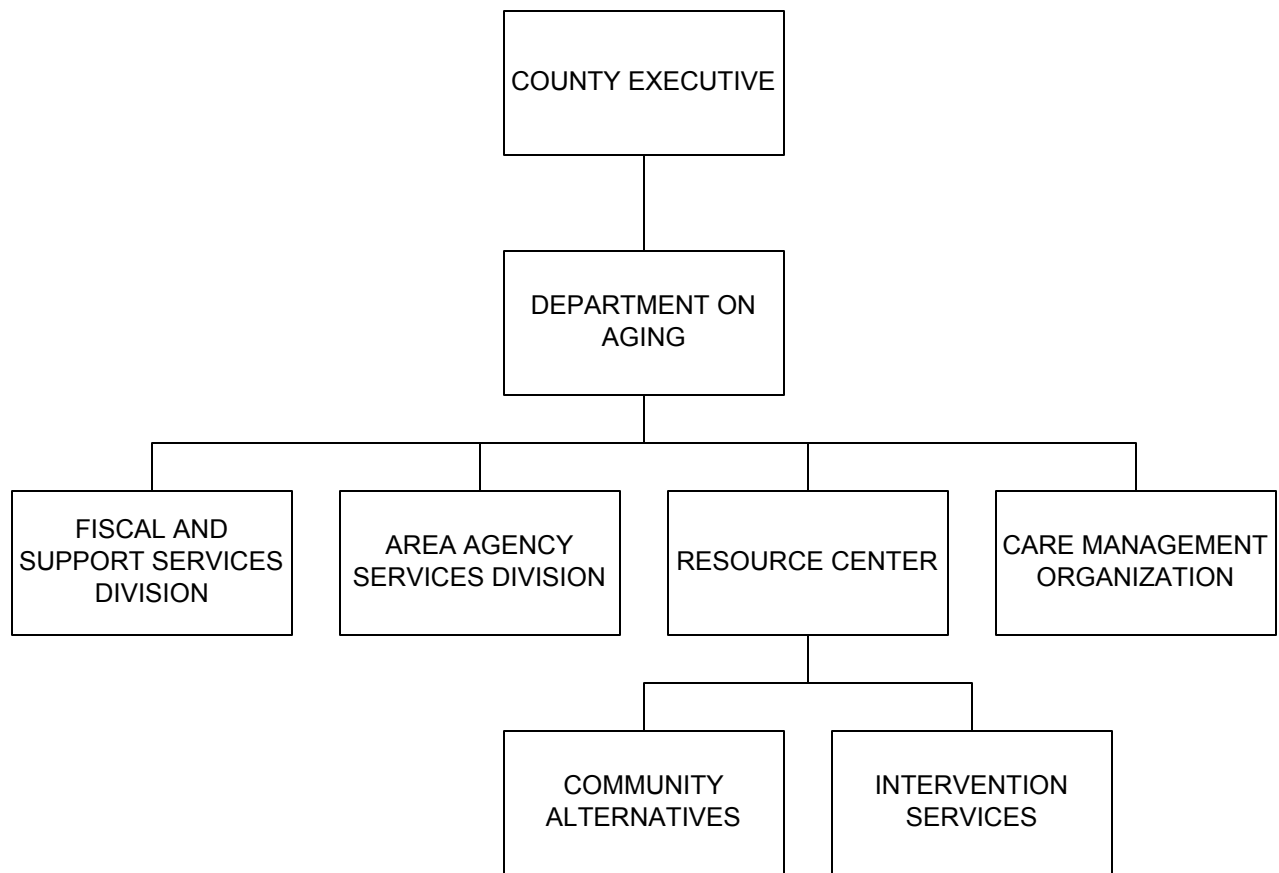 COUNTY EXECUTIVE
DEPARTMENT ON
AGING
FISCAL AND
SUPPORT SERVICES
DIVISION
AREA AGENCY
SERVICES DIVISION
RESOURCE CENTER
CARE MANAGEMENT
ORGANIZATION
COMMUNITY
ALTERNATIVES
INTERVENTION
SERVICES